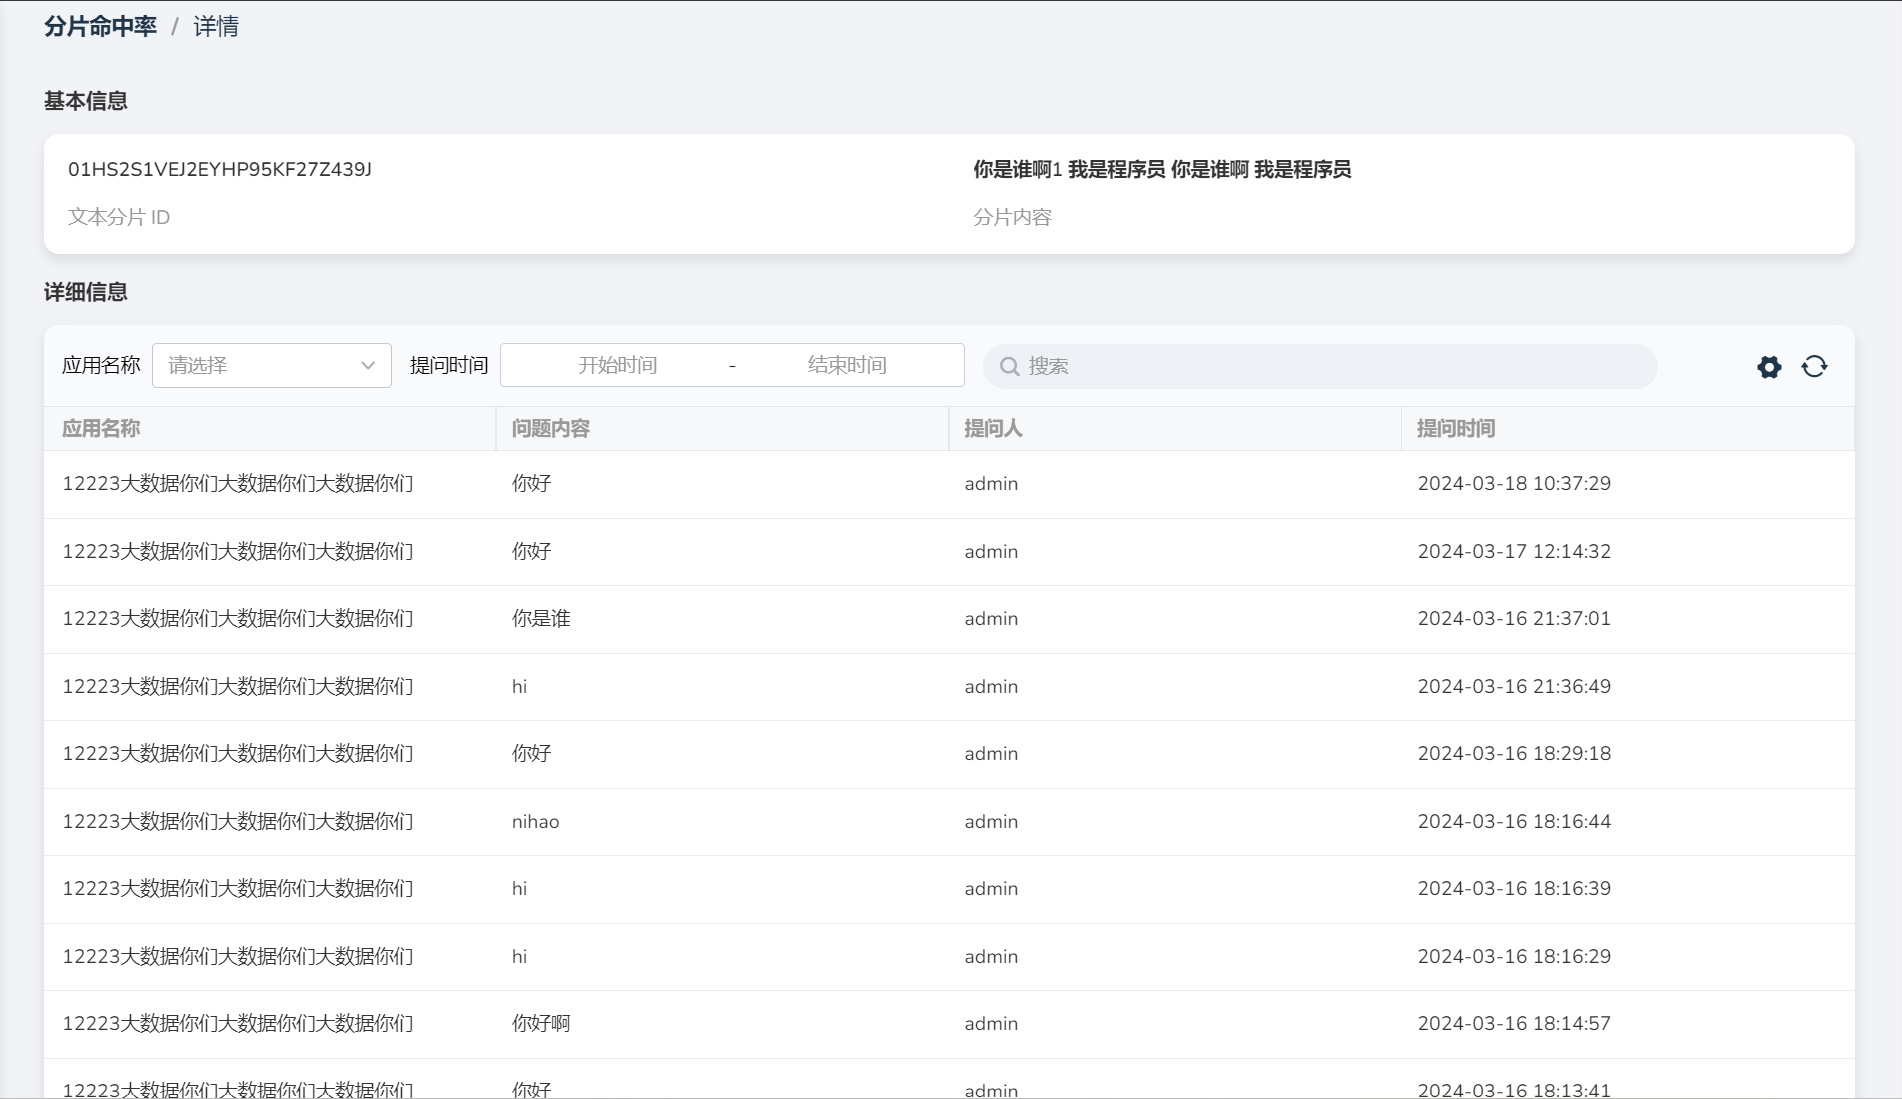 分片命中率 / 详情
基本信息
01HS2S1VEJ2EYHP95KF27Z439J 你是谁啊1 我是程序员 你是谁啊 我是程序员
文本分片 ID 分片内容
详细信息
应用名称 请选择 提问时间 开始时间 - 结束时间 搜索
应用名称 问题内容 提问人 提问时间
12223大数据你们大数据你们大数据你们 你好 admin 2024-03-18 10:37:29
12223大数据你们大数据你们大数据你们 你好 admin 2024-03-17 12:14:32
12223大数据你们大数据你们大数据你们 你是谁 admin 2024-03-16 21:37:01
12223大数据你们大数据你们大数据你们 hi admin 2024-03-16 21:36:49
12223大数据你们大数据你们大数据你们 你好 admin 2024-03-16 18:29:18
12223大数据你们大数据你们大数据你们 nihao admin 2024-03-16 18:16:44
12223大数据你们大数据你们大数据你们 hi admin 2024-03-16 18:16:39
12223大数据你们大数据你们大数据你们 hi admin 2024-03-16 18:16:29
12223大数据你们大数据你们大数据你们 你好啊 admin 2024-03-16 18:14:57
12223大数据你们大数据你们大数据你们 你好 admin 2024-03-16 18:13:41